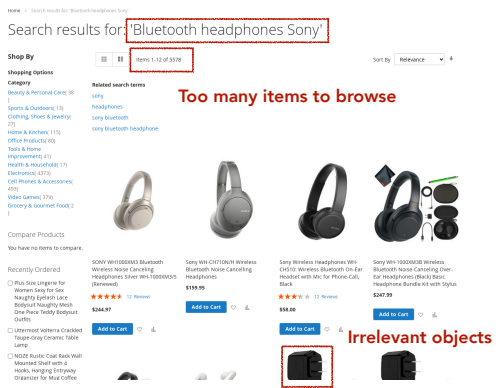 Home > Search results for: 'Bluetooth headphones Sony'
Search results for: 'Bluetooth headphones Sony'
Shop By
Items 1-12 of 5578
Sort By
Relevance
Shopping Options
Category
Beauty & Personal Care( 38
)
Sports & Outdoors( 13)
Clothing, Shoes & Jewelry(
27)
Home & Kitchen( 115)
Office Products( 80)
Tools & Home
Improvement( 41)
Health & Household( 17)
Electronics( 4373)
Cell Phones & Accessories(
493)
Video Games( 379)
Grocery & Gourmet Food( 2
)
Compare Products
You have no items to compare.
Recently Ordered
Plus Size Lingerie for
Women Sexy for Sex
Naughty Eyelash Lace
Bodysuit Naughty Mesh
One Piece Teddy Bodysuit
Outfits
Uttermost Volterra Crackled
Taupe-Gray Ceramic Table
Lamp
NOZE Rustic Coat Rack Wall
Mounted Shelf with 4
Hooks, Hanging Entryway
Organizer for Mug Coffee
Related search terms
sony
headphones
sony bluetooth
sony bluetooth headphone
Too many items to browse
SONY WH1000XM3 Bluetooth
Wireless Noise Canceling
Headphones Silver WH-1000XM3/S
(Renewed)
12 Reviews
$244.97
Add to Cart
Sony WH-CH710N/H Wireless
Bluetooth Noise Cancelling
Headphones
$159.95
Add to Cart
Sony Wireless Headphones WH-
CH510: Wireless Bluetooth On-Ear
Headset with Mic for Phone-Call,
Black
12 Reviews
$58.00
Add to Cart
Sony WH-1000XM3B Wireless
Bluetooth Noise-Canceling Over-
Ear Headphones (Black) Basic
Headphone Bundle Kit with Stylus
$247.99
Add to Cart
Irrelevant objects